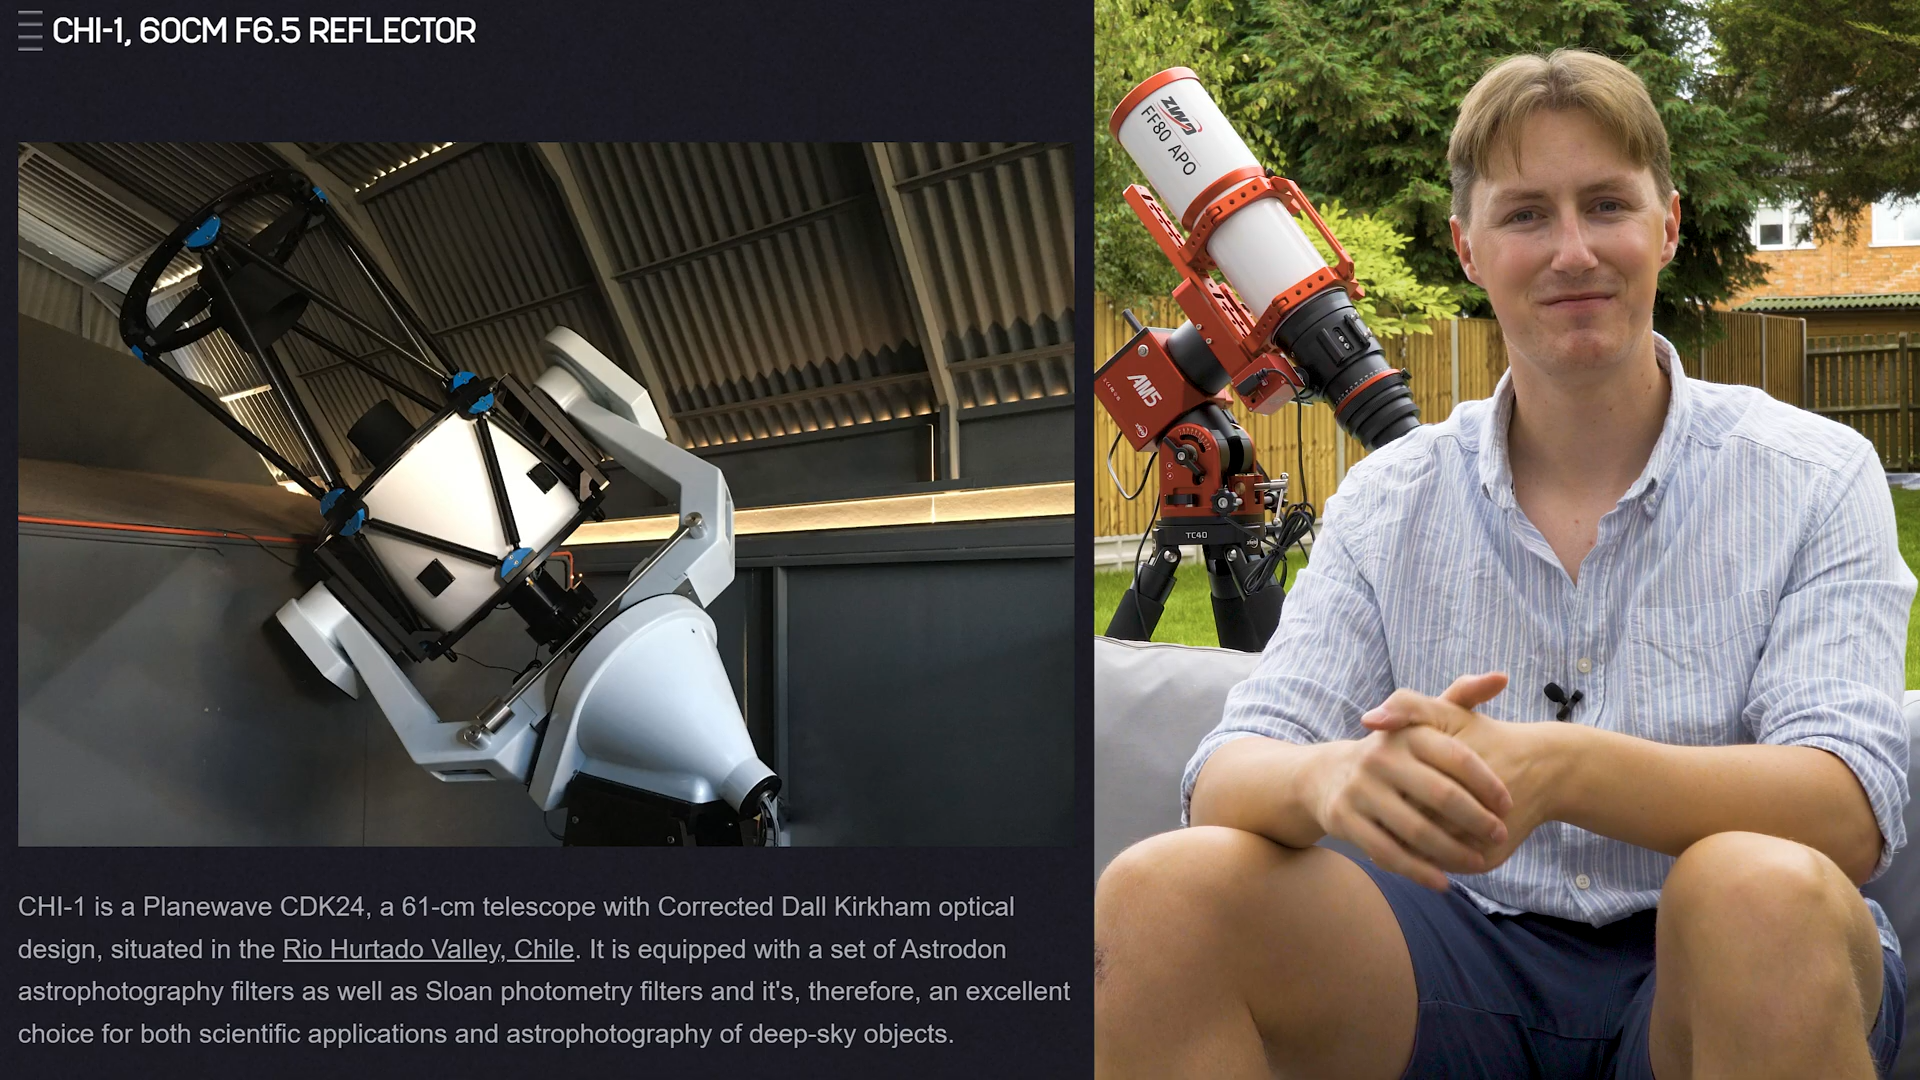 CHI-1, 60CM F6.5 REFLECTOR
CHI-1 is a Planewave CDK24, a 61-cm telescope with Corrected Dall Kirkham optical
design, situated in the Rio Hurtado Valley, Chile. It is equipped with a set of Astrodon
astrophotography filters as well as Sloan photometry filters and it's, therefore, an excellent
choice for both scientific applications and astrophotography of deep-sky objects.
ZWO
FF80 APO
AM5
TC40